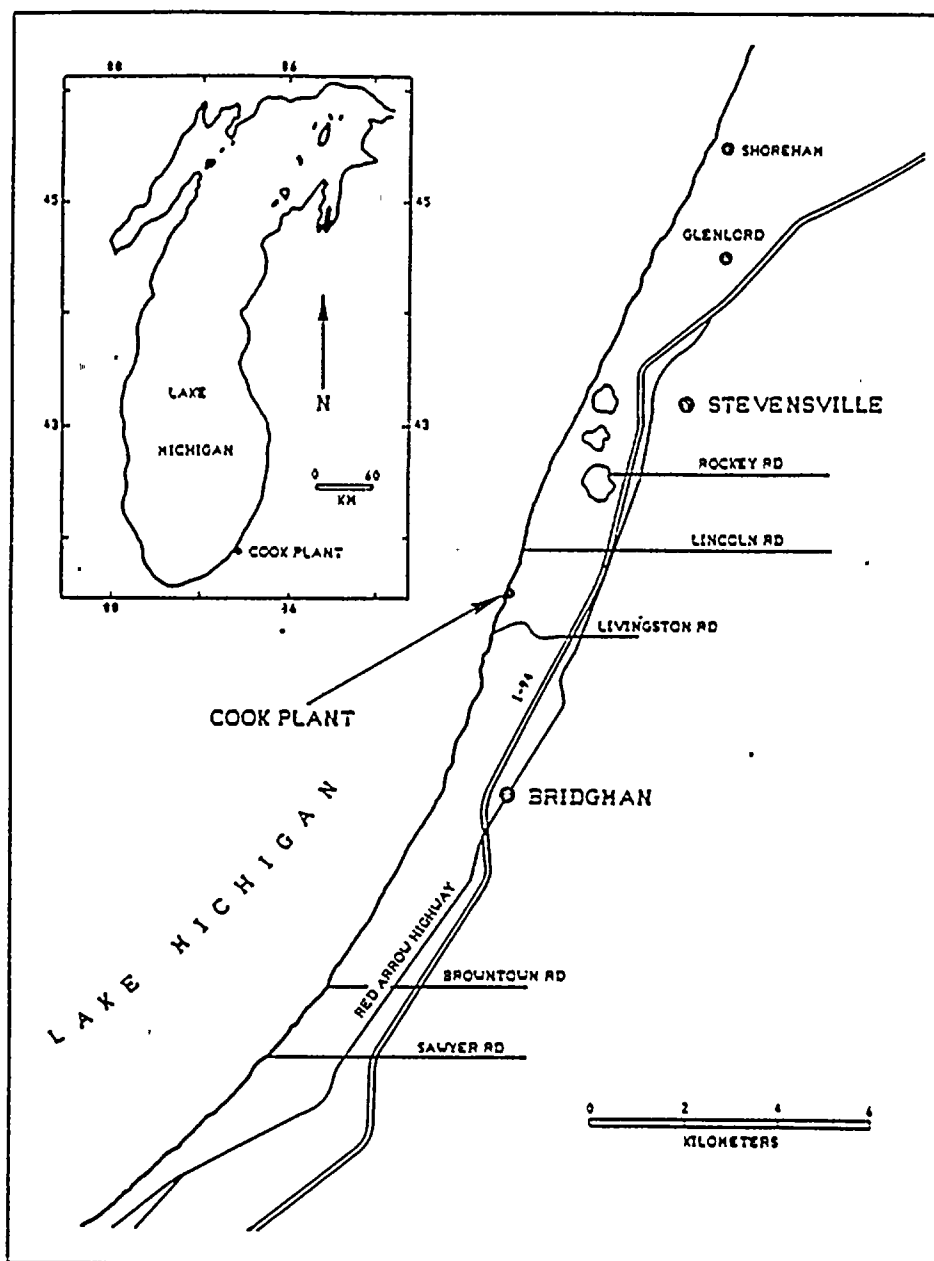 88
86
45
45
LAKE
MICHIGAN
N
0 60
KM
43
43
COOK PLANT
88
86
SHOREHAM
GLENLORD
STEVENSVILLE
ROCKEY RD
LINCOLN RD
LIVINGSTON RD
I-94
COOK PLANT
BRIDGMAN
LAKE MICHIGAN
RED ARROW HIGHWAY
BROWNTOWN RD
SAWYER RD
0 2 4 6
KILOMETERS